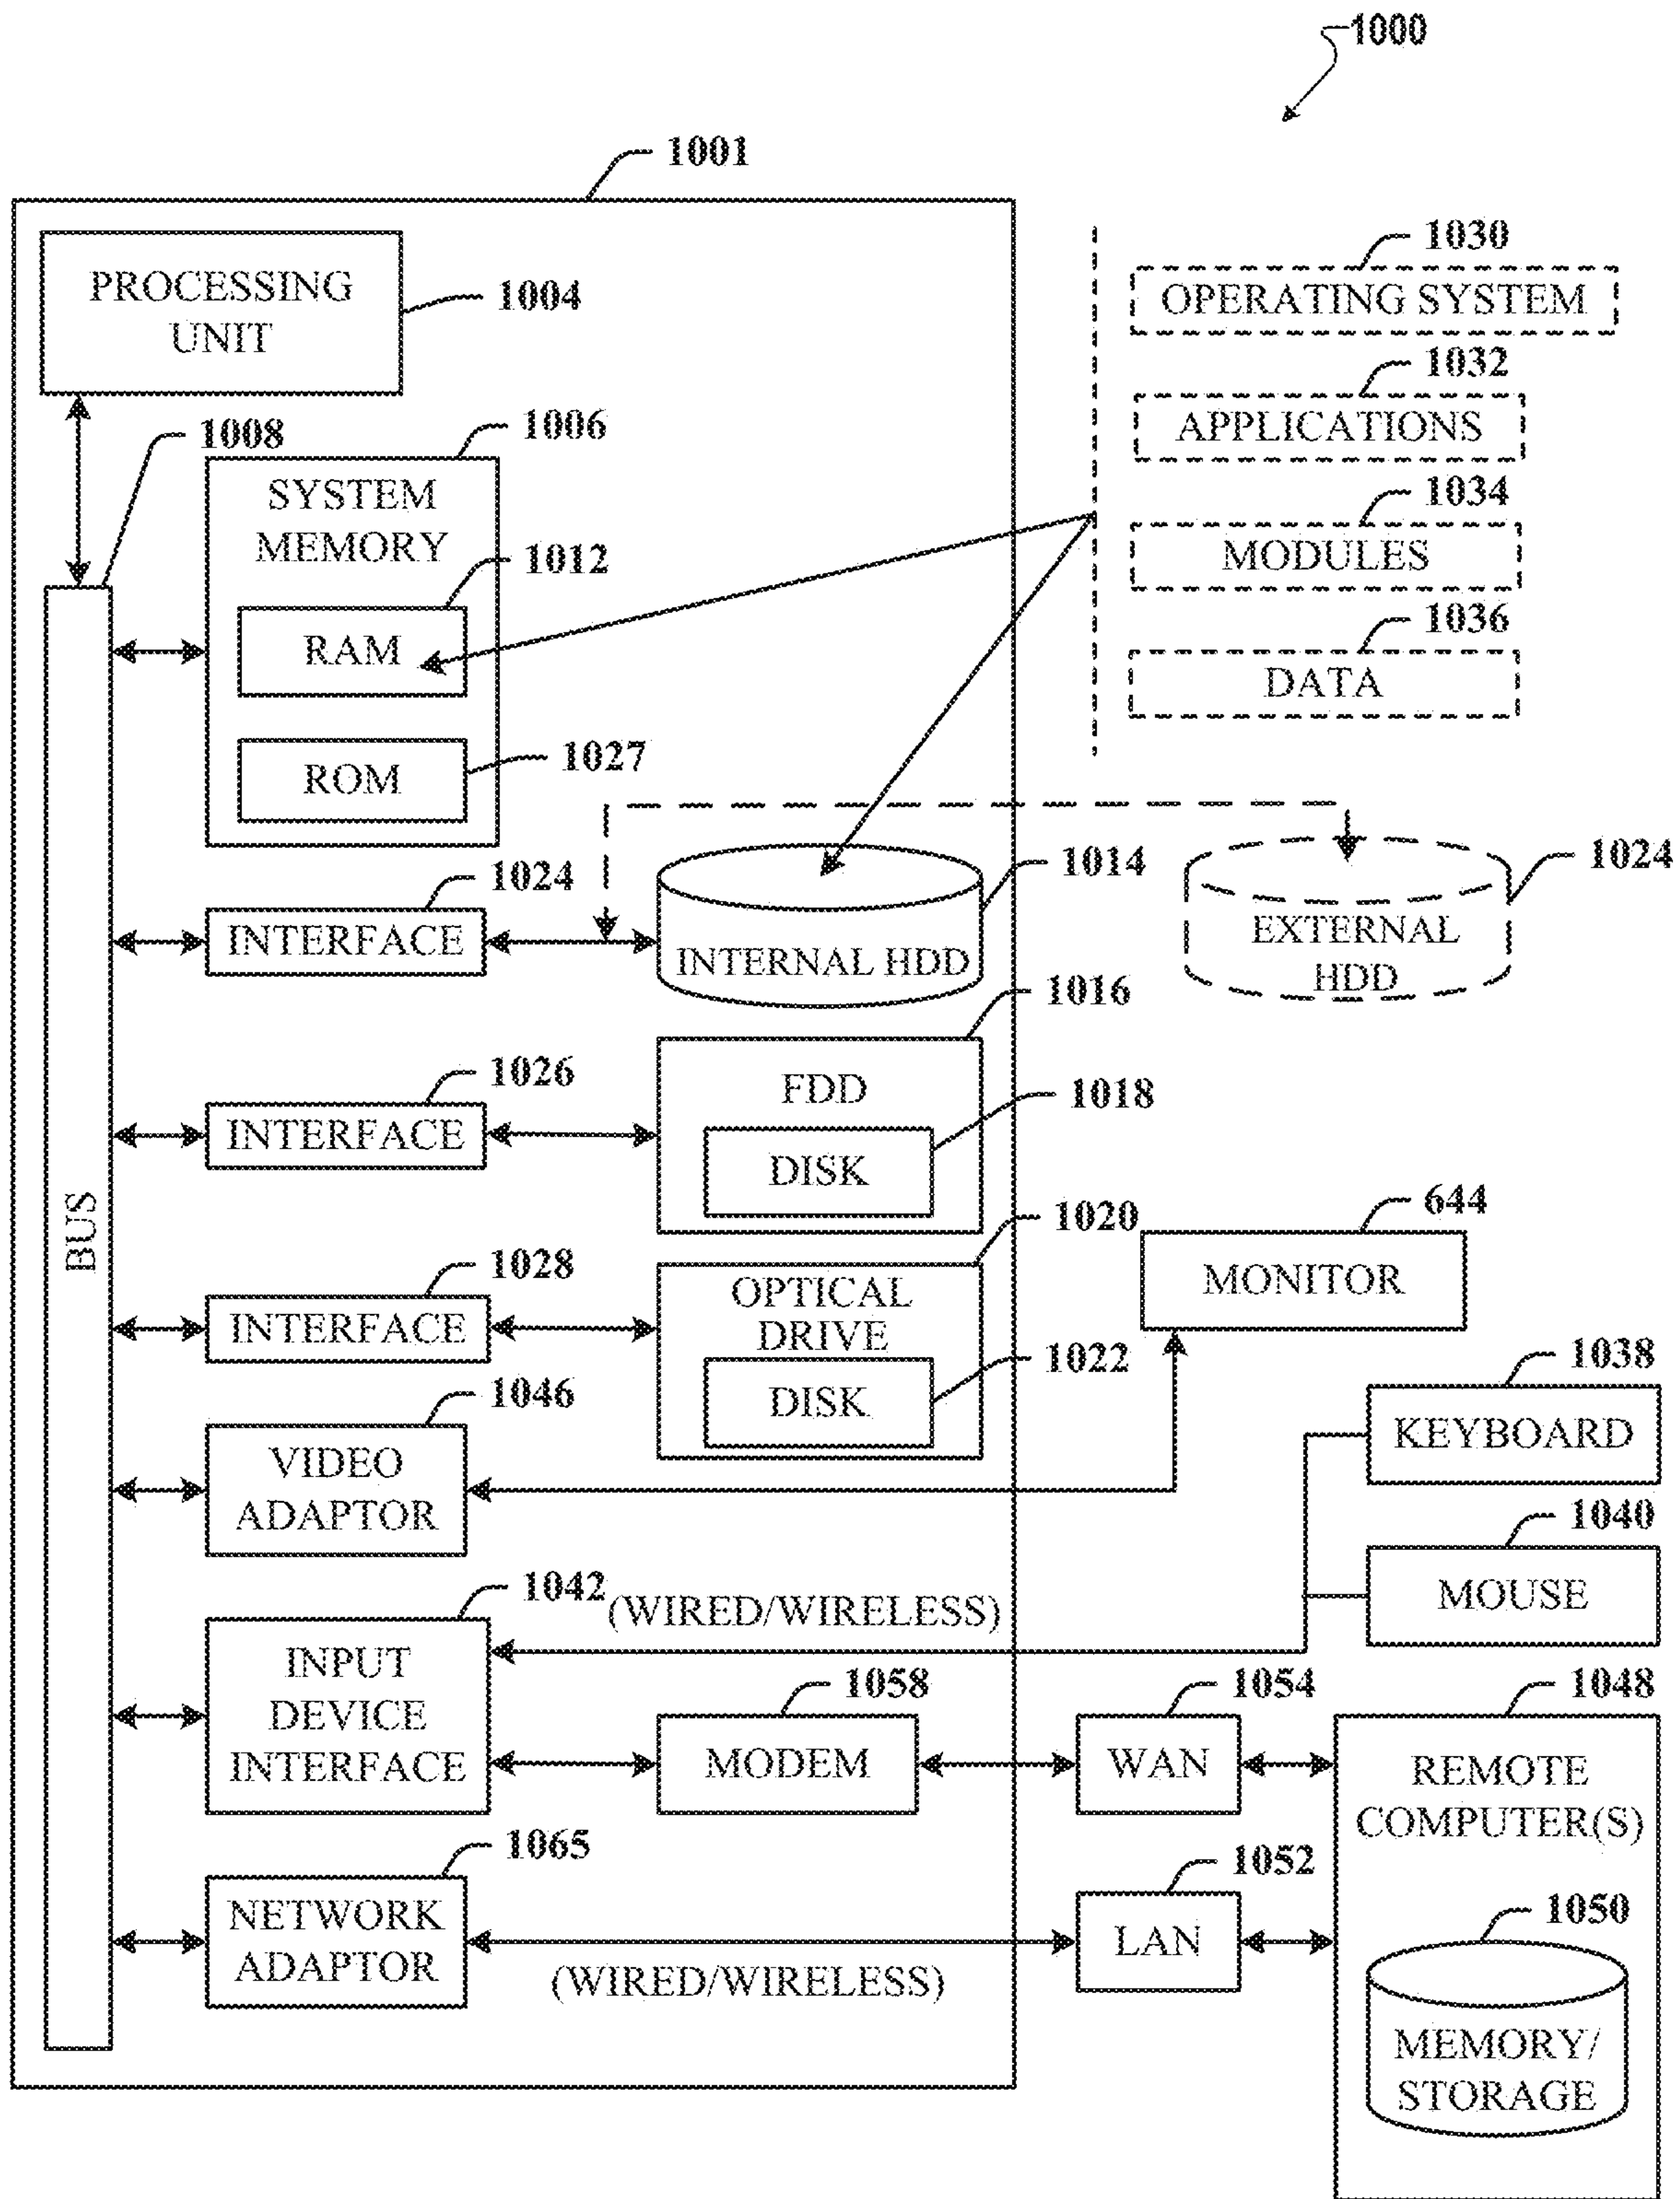 1000
1001
PROCESSING
UNIT
1004
1030
OPERATING SYSTEM
1032
APPLICATIONS
1034
MODULES
1036
DATA
1008
1006
SYSTEM
MEMORY
1012
RAM
1027
ROM
1024
INTERFACE
1014
INTERNAL HDD
1024
EXTERNAL
HDD
1026
INTERFACE
1016
FDD
1018
DISK
BUS
1028
INTERFACE
1020
OPTICAL
DRIVE
1022
DISK
644
MONITOR
1046
VIDEO
ADAPTOR
1038
KEYBOARD
1040
MOUSE
1042
(WIRED/WIRELESS)
INPUT
DEVICE
INTERFACE
1058
MODEM
1054
WAN
1048
REMOTE
COMPUTER(S)
1065
NETWORK
ADAPTOR
(WIRED/WIRELESS)
1052
LAN
1050
MEMORY/
STORAGE